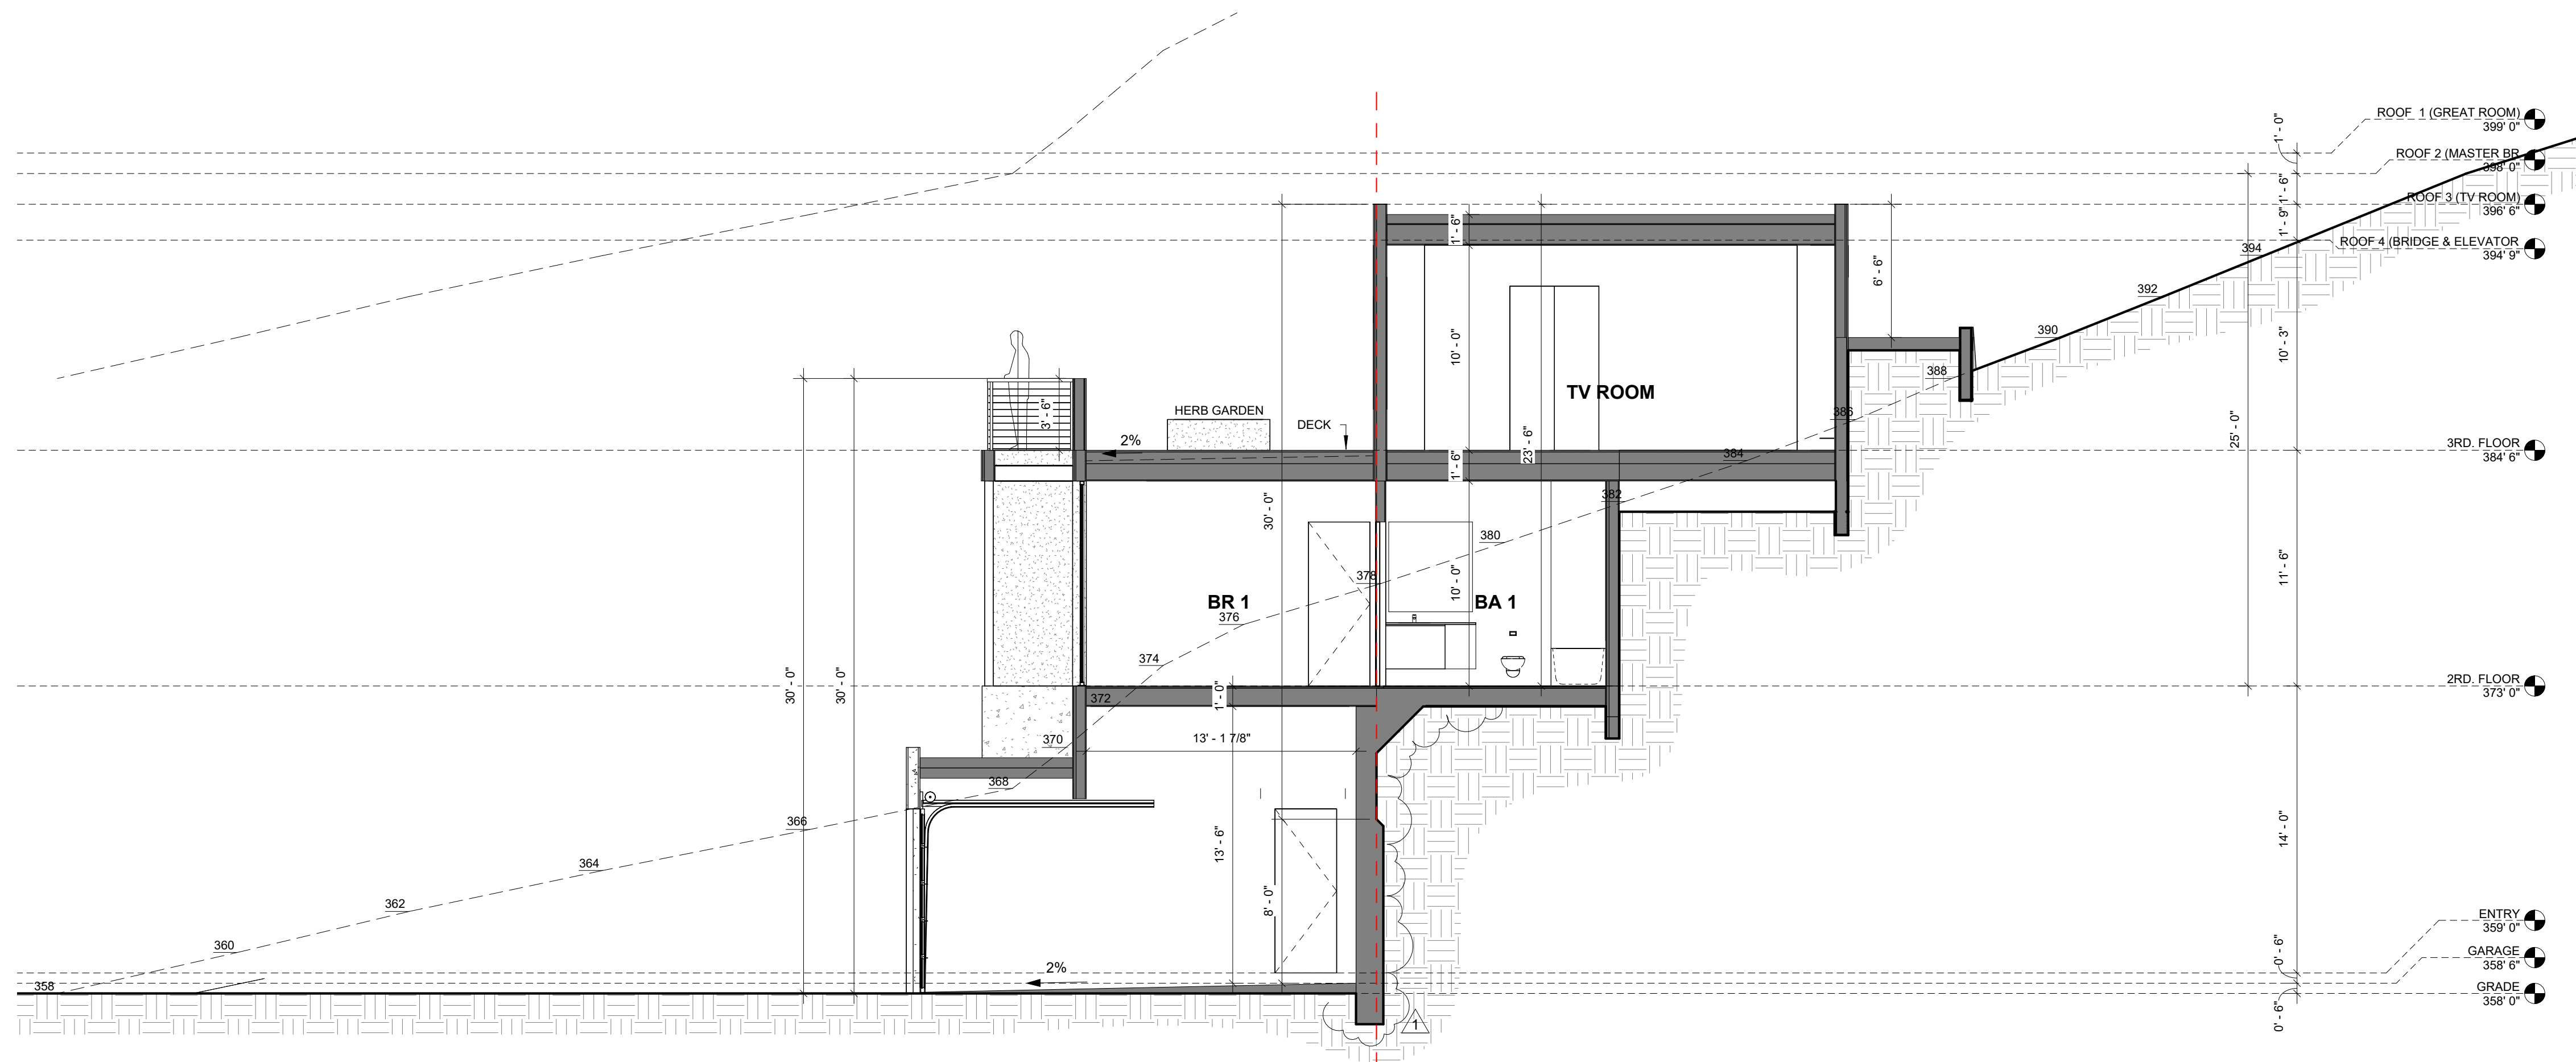 ROOF 1 (GREAT ROOM)
399' 0"
1' - 0"
ROOF 2 (MASTER BR
398' 0"
1' - 6"
ROOF 3 (TV ROOM)
396' 6"
1' - 9"
ROOF 4 (BRIDGE & ELEVATOR
394' 9"
394
392
390
388
386
384
382
380
378
376
374
372
370
368
366
364
362
360
358
1' - 6"
6' - 6"
10' - 0"
10' - 3"
TV ROOM
3' - 6"
HERB GARDEN
DECK
2%
23' - 6"
25' - 0"
3RD. FLOOR
384' 6"
1' - 6"
30' - 0"
10' - 0"
11' - 6"
BR 1
BA 1
30' - 0"
30' - 0"
2RD. FLOOR
373' 0"
1' - 0"
13' - 1 7/8"
13' - 6"
14' - 0"
8' - 0"
ENTRY
359' 0"
0' - 6"
GARAGE
358' 6"
2%
GRADE
358' 0"
0' - 6"
1